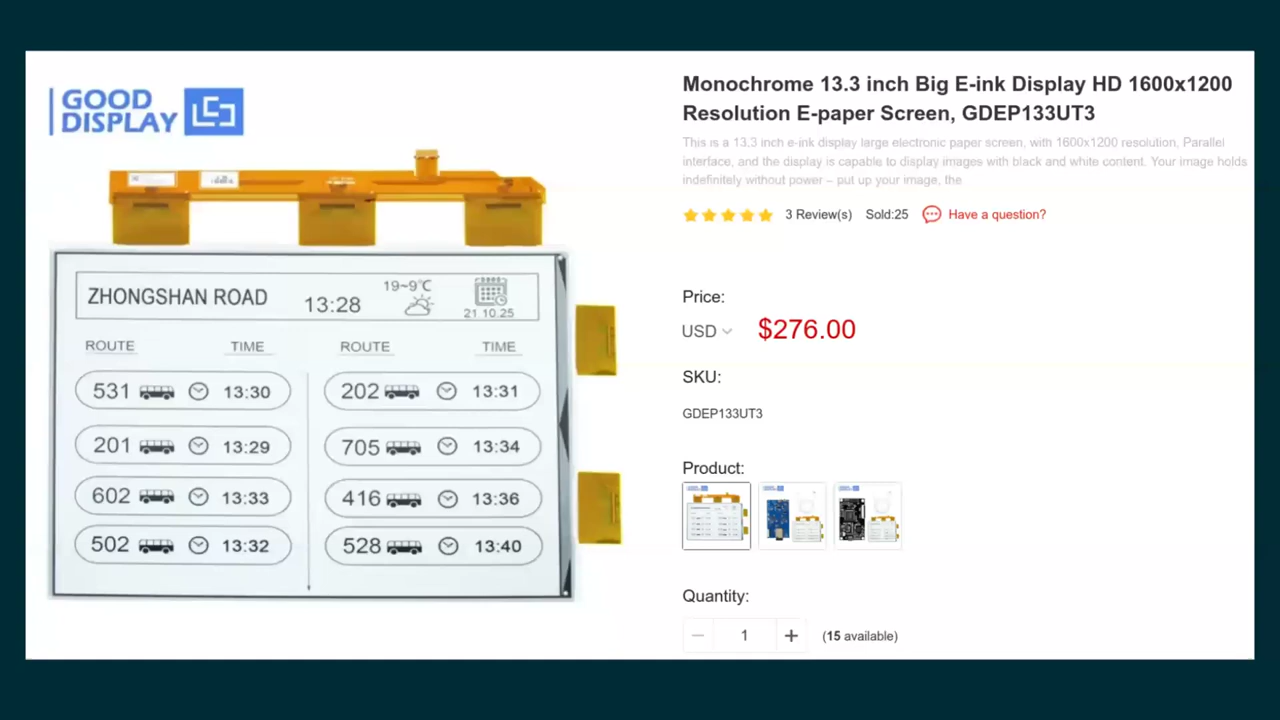 GOOD
DISPLAY
ZHONGSHAN ROAD
13:28
19~9℃
21.10.25
ROUTE TIME ROUTE TIME
531 13:30 202 13:31
201 13:29 705 13:34
602 13:33 416 13:36
502 13:32 528 13:40
Monochrome 13.3 inch Big E-ink Display HD 1600x1200
Resolution E-paper Screen, GDEP133UT3
This is a 13.3 inch e-ink display large electronic paper screen, with 1600x1200 resolution, Parallel
interface, and the display is capable to display images with black and white content. Your image holds
indefinitely without power – put up your image, the
3 Review(s) Sold:25 Have a question?
Price:
USD $276.00
SKU:
GDEP133UT3
Product:
Quantity:
1 (15 available)